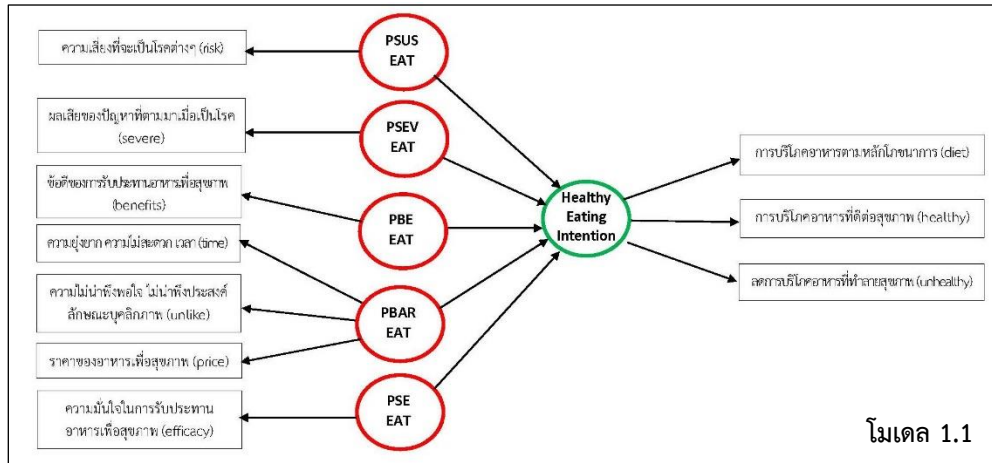 ความเสี่ยงที่จะเป็นโรคต่างๆ (risk)
PSUS
EAT
ผลเสียของปัญหาที่ตามมาเมื่อเป็นโรค
(severe)
PSEV
EAT
ข้อดีของการรับประทานอาหารเพื่อสุขภาพ
(benefits)
PBE
EAT
ความยุ่งยาก ความไม่สะดวก เวลา (time)
ความไม่น่าพึงพอใจ ไม่น่าพึงประสงค์
ลักษณะบุคลิกภาพ (unlike)
PBAR
EAT
ราคาของอาหารเพื่อสุขภาพ (price)
ความมั่นใจในการรับประทาน
อาหารเพื่อสุขภาพ (efficacy)
PSE
EAT
Healthy
Eating
Intention
การบริโภคอาหารตามหลักโภชนาการ (diet)
การบริโภคอาหารที่ดีต่อสุขภาพ (healthy)
ลดการบริโภคอาหารที่ทำลายสุขภาพ (unhealthy)
โมเดล 1.1